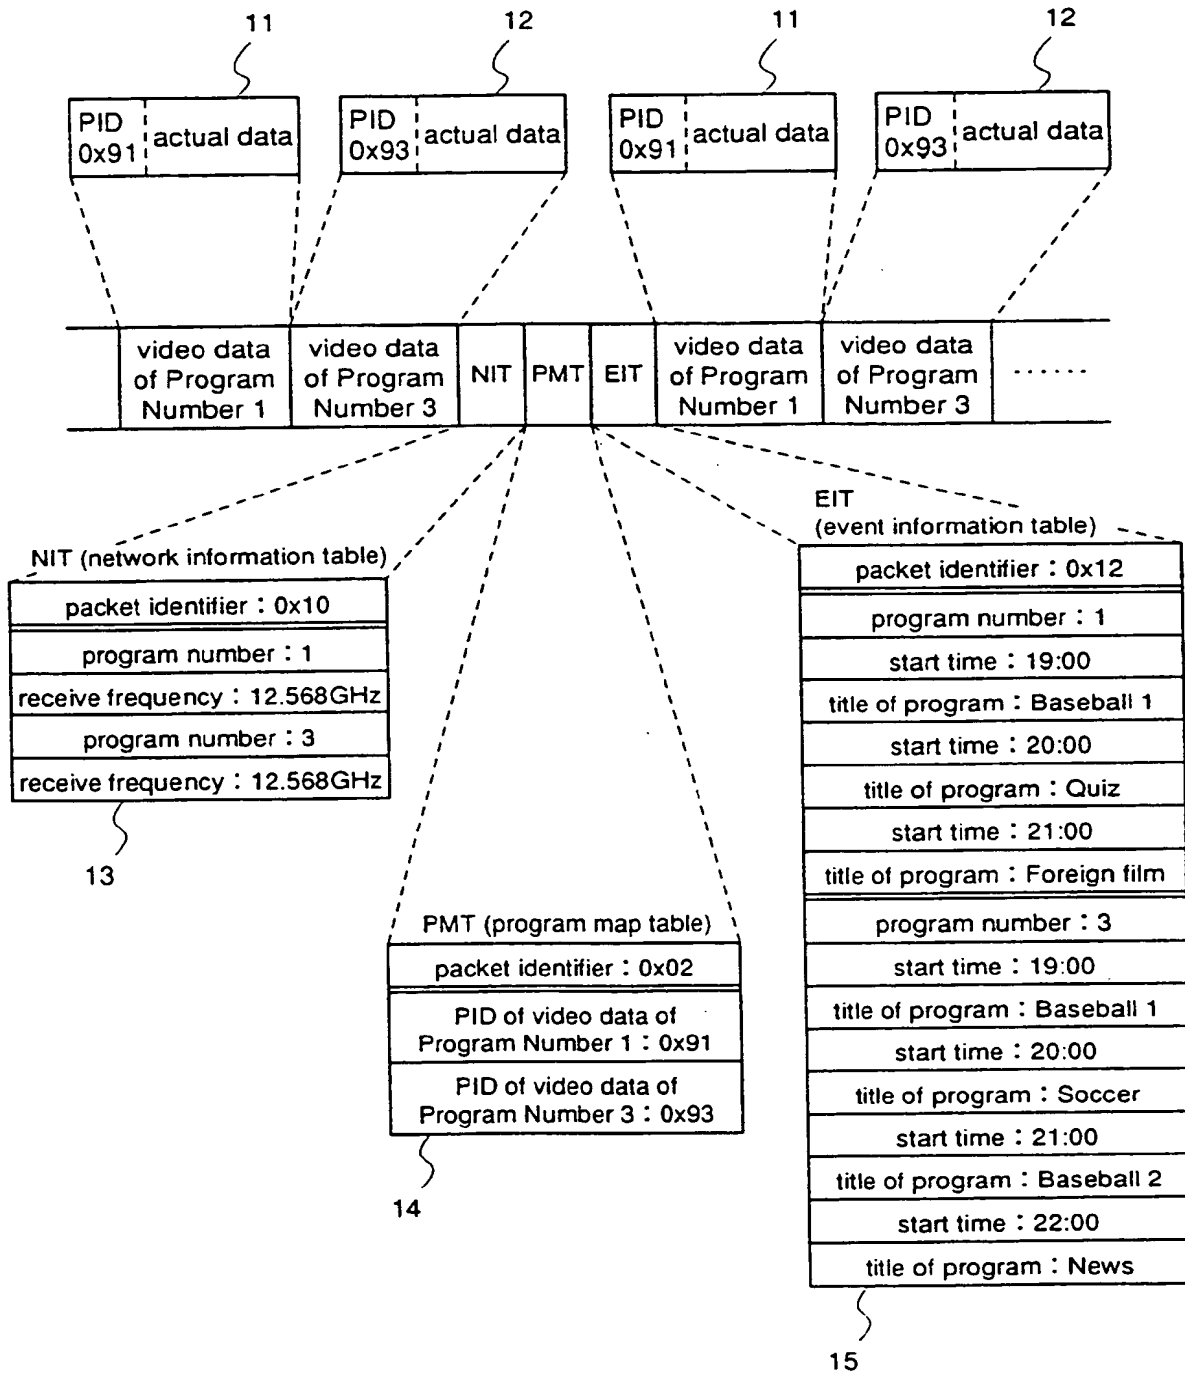 11
12
11
12
PID
0x91
actual data
PID
0x93
actual data
PID
0x91
actual data
PID
0x93
actual data
video data
of Program
Number 1
video data
of Program
Number 3
NIT
PMT
EIT
video data
of Program
Number 1
video data
of Program
Number 3
······
NIT (network information table)
packet identifier : 0x10
program number : 1
receive frequency : 12.568GHz
program number : 3
receive frequency : 12.568GHz
13
PMT (program map table)
packet identifier : 0x02
PID of video data of
Program Number 1 : 0x91
PID of video data of
Program Number 3 : 0x93
14
EIT
(event information table)
packet identifier : 0x12
program number : 1
start time : 19:00
title of program : Baseball 1
start time : 20:00
title of program : Quiz
start time : 21:00
title of program : Foreign film
program number : 3
start time : 19:00
title of program : Baseball 1
start time : 20:00
title of program : Soccer
start time : 21:00
title of program : Baseball 2
start time : 22:00
title of program : News
15